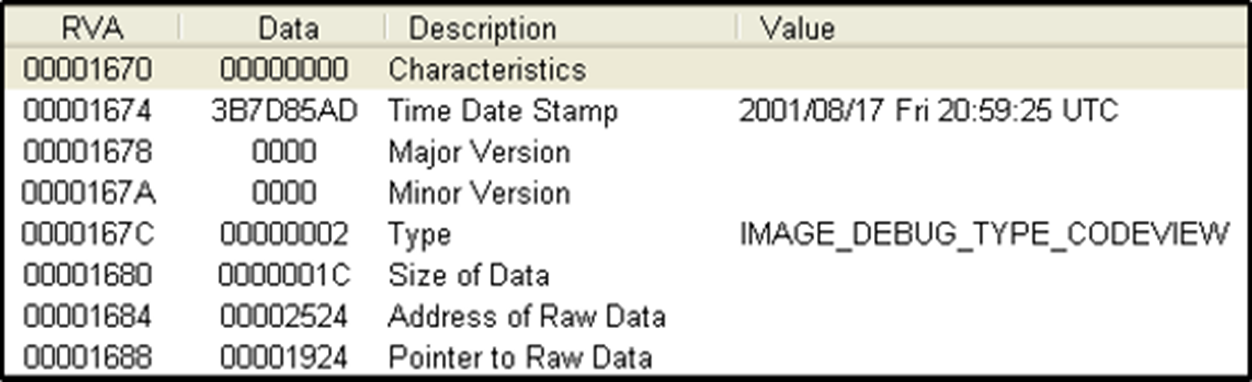 RVA Data Description Value
00001670 00000000 Characteristics
00001674 3B7D85AD Time Date Stamp 2001/08/17 Fri 20:59:25 UTC
00001678 0000 Major Version
0000167A 0000 Minor Version
0000167C 00000002 Type IMAGE_DEBUG_TYPE_CODEVIEW
00001680 0000001C Size of Data
00001684 00002524 Address of Raw Data
00001688 00001924 Pointer to Raw Data